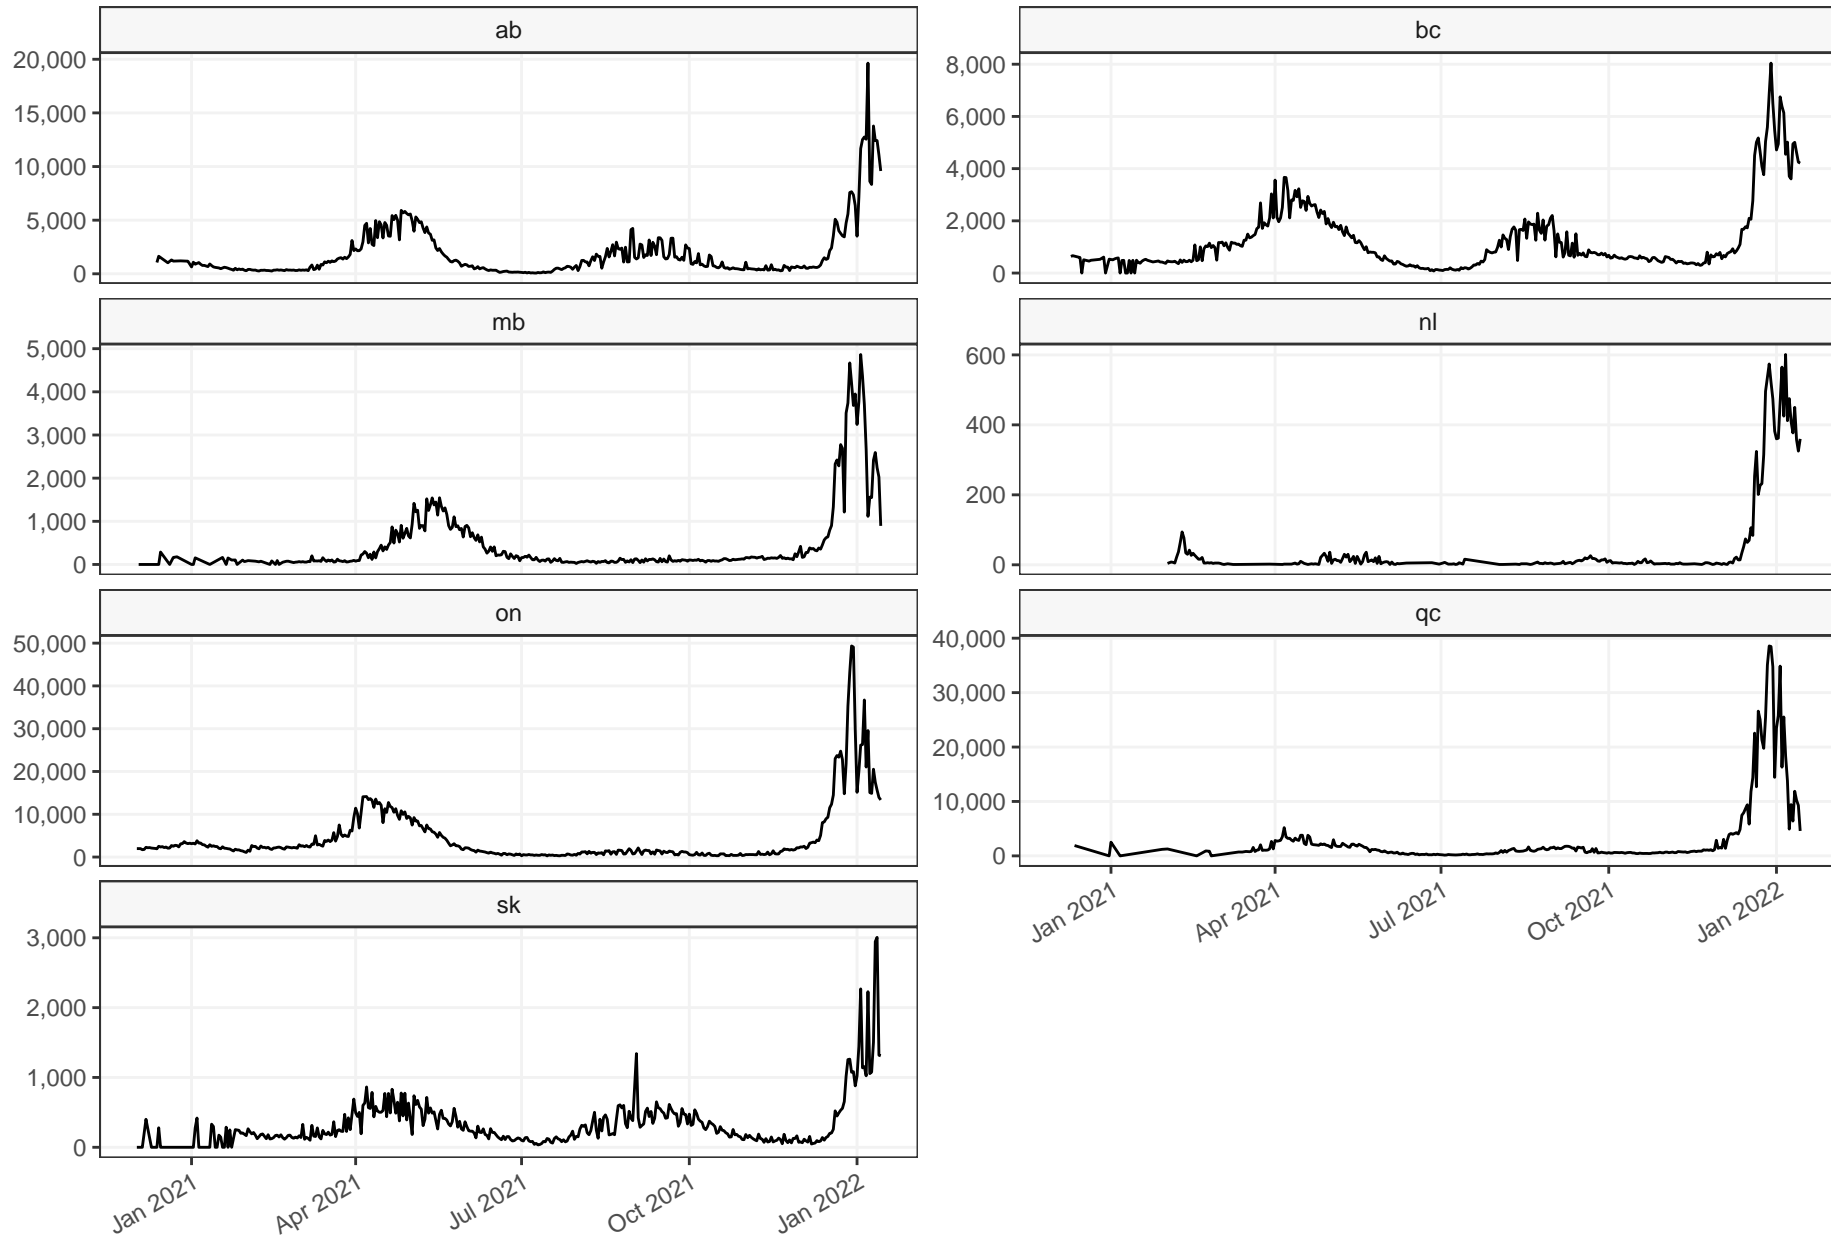 ab
20,000
15,000
10,000
5,000
0
bc
8,000
6,000
4,000
2,000
0
mb
5,000
4,000
3,000
2,000
1,000
0
nl
600
400
200
0
on
50,000
40,000
30,000
20,000
10,000
0
qc
40,000
30,000
20,000
10,000
0
Jan 2021
Apr 2021
Jul 2021
Oct 2021
Jan 2022
sk
3,000
2,000
1,000
0
Jan 2021
Apr 2021
Jul 2021
Oct 2021
Jan 2022